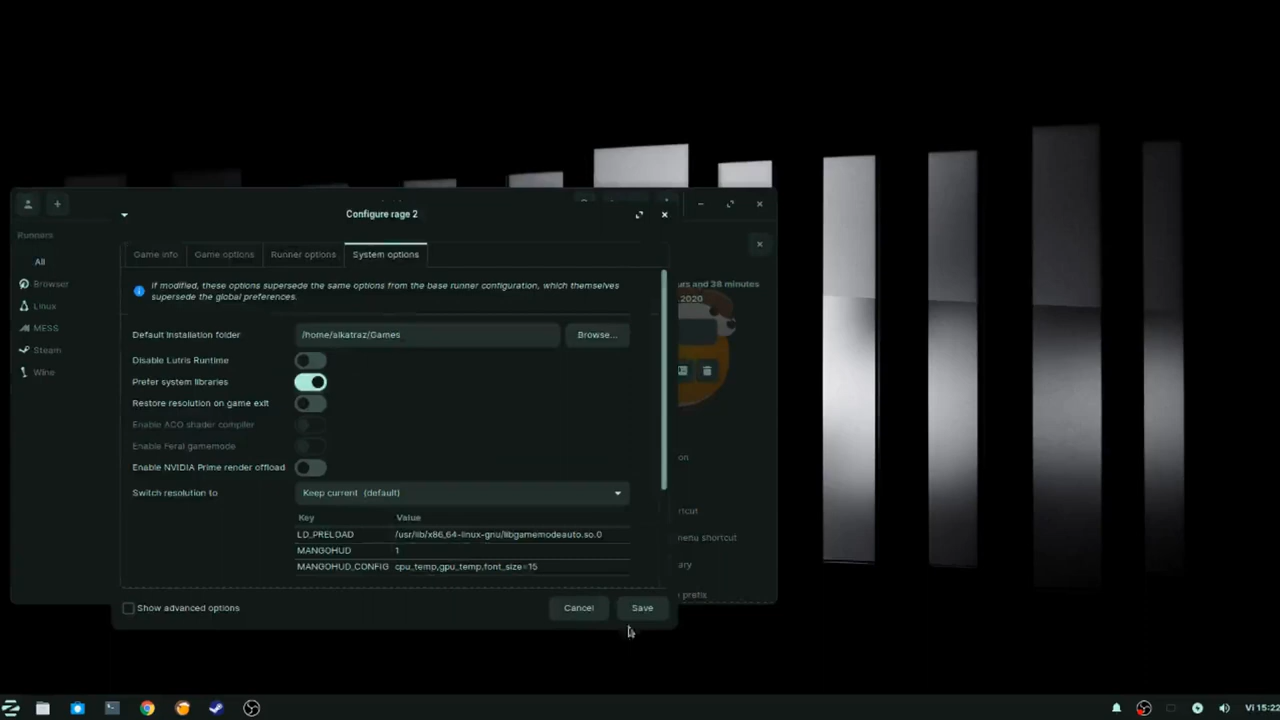 Configure rage 2
Runners
Game info
Game options
Runner options
System options
All
Browser
Linux
MESS
Steam
Wine
If modified, these options supersede the same options from the base runner configuration, which themselves
supersede the global preferences.
urs and 38 minutes
2020
Default installation folder
/home/alkatraz/Games
Browse...
Disable Lutris Runtime
Prefer system libraries
Restore resolution on game exit
Enable ACO shader compiler
Enable Feral gamemode
Enable NVIDIA Prime render offload
Switch resolution to
Keep current (default)
Key Value
LD_PRELOAD /usr/lib/x86_64-linux-gnu/libgamemodeauto.so.0
MANGOHUD 1
MANGOHUD_CONFIG cpu_temp,gpu_temp,font_size=15
on
rtcut
menu shortcut
ary
e prefix
Show advanced options
Cancel
Save
Vi 15:22